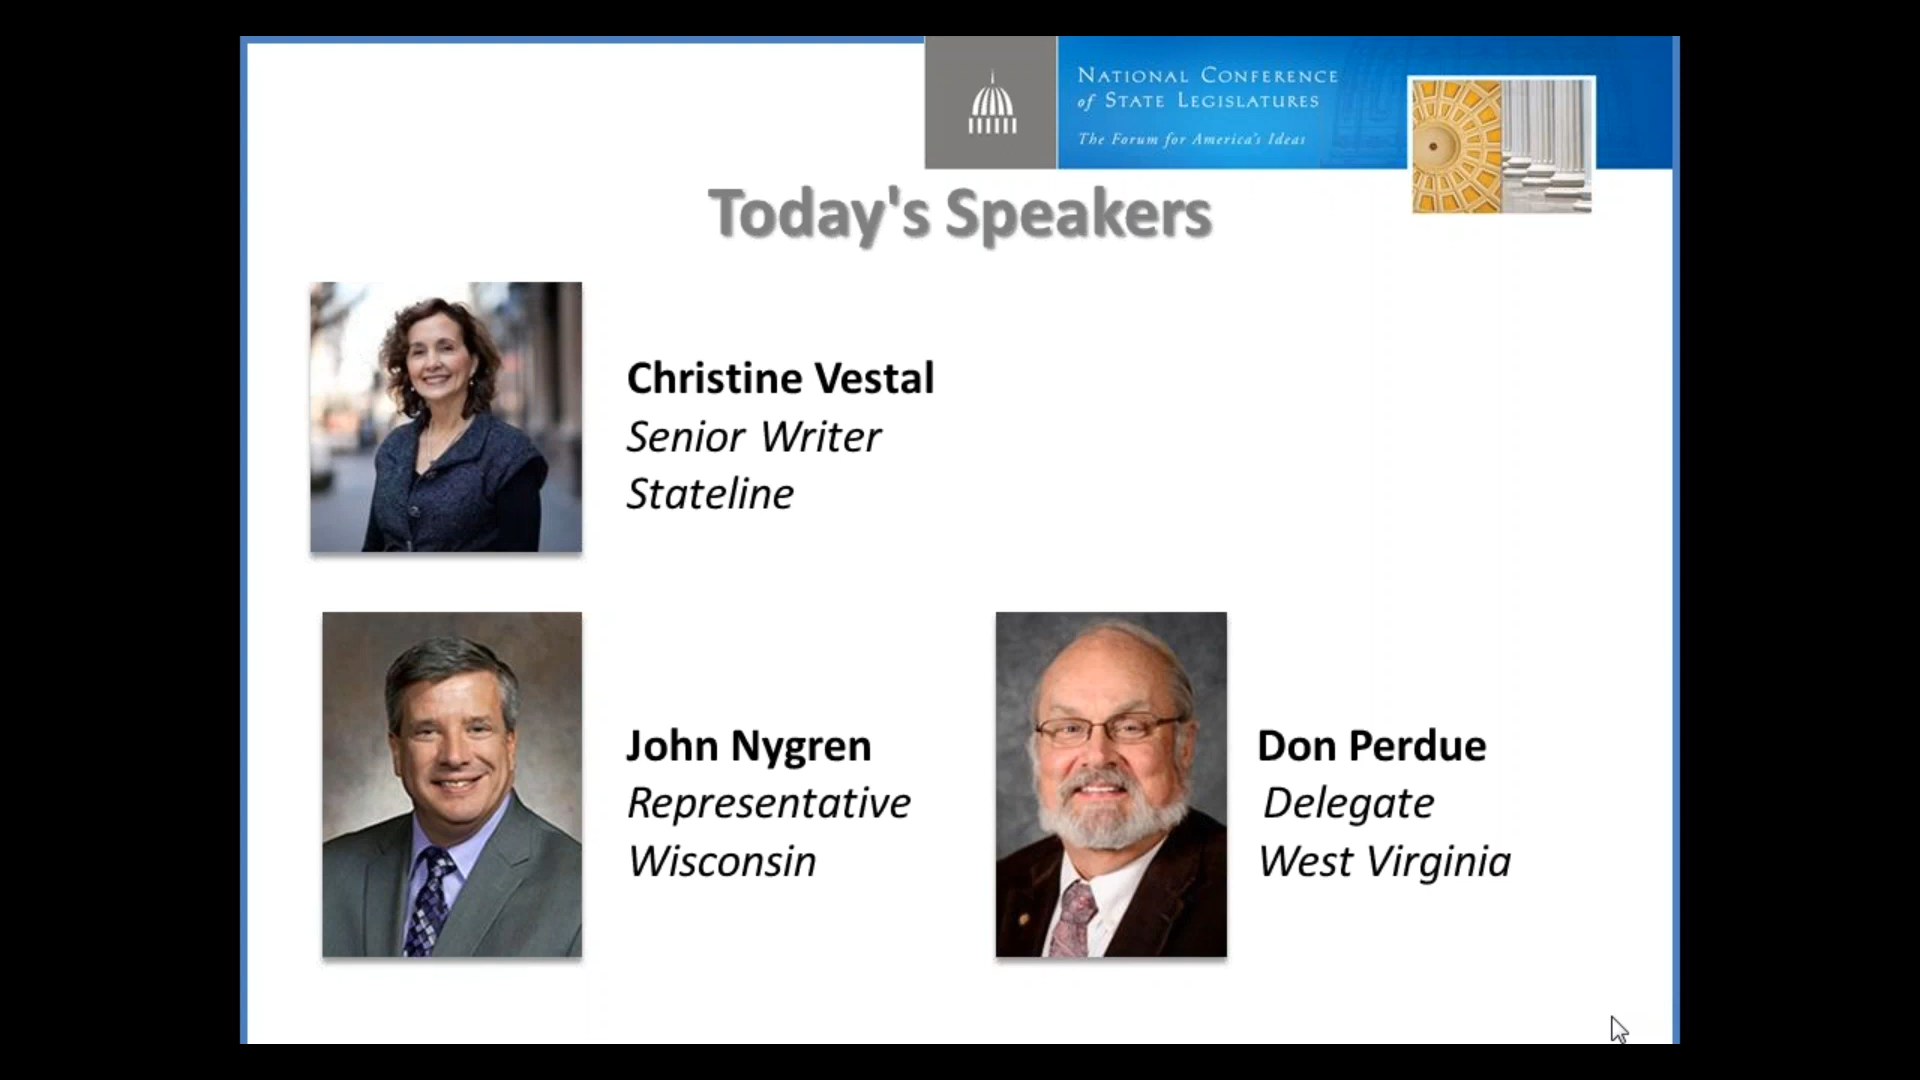 NATIONAL CONFERENCE
of STATE LEGISLATURES
The Forum for America's Ideas
Today's Speakers
Christine Vestal
Senior Writer
Stateline
John Nygren
Representative
Wisconsin
Don Perdue
Delegate
West Virginia